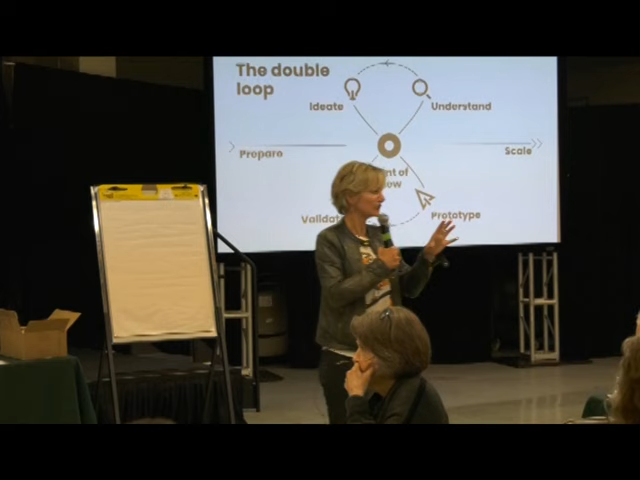 The double
loop
Ideate
Understand
Prepare
Scale
Prototype